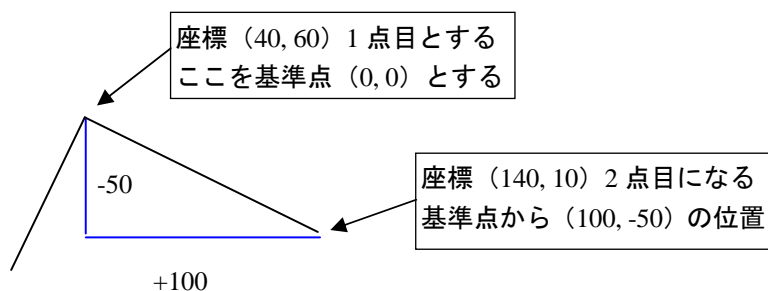 座標（40, 60）1 点目とする
ここを基準点（0, 0）とする
-50
座標（140, 10）2 点目になる
基準点から（100, -50）の位置
+100